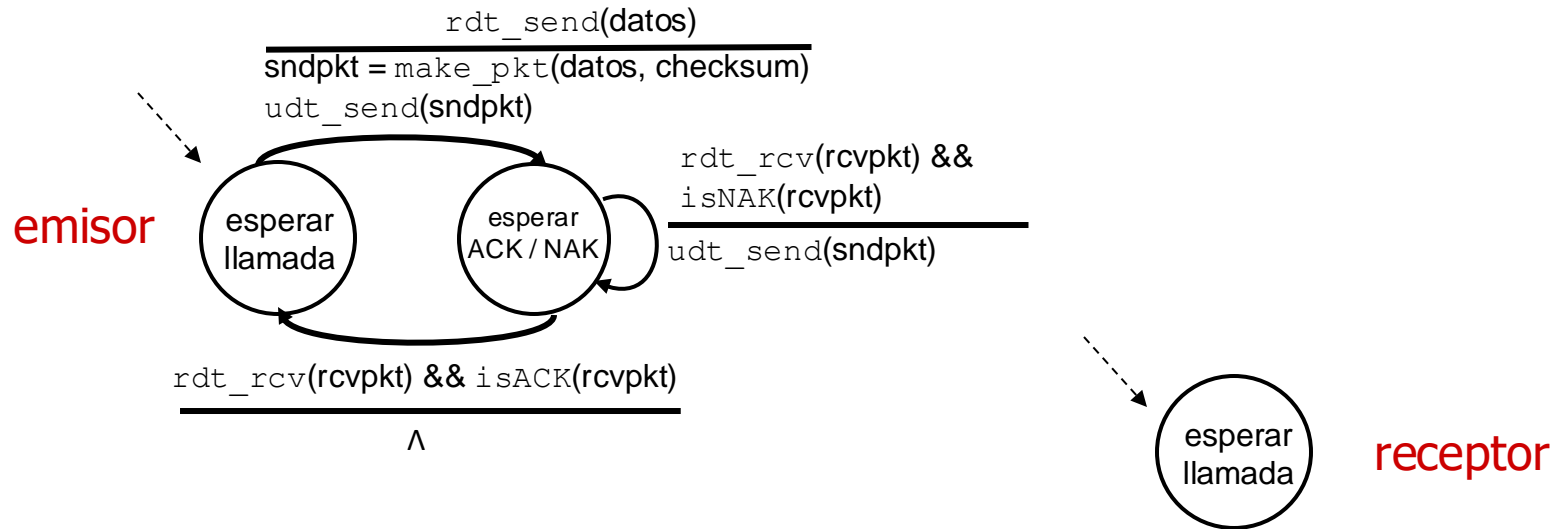 rdt_send(datos)
sndpkt = make_pkt(datos, checksum)
udt_send(sndpkt)
rdt_rcv(rcvpkt) &&
isNAK(rcvpkt)
udt_send(sndpkt)
emisor
esperar
llamada
esperar
ACK / NAK
rdt_rcv(rcvpkt) && isACK(rcvpkt)
Λ
esperar
llamada
receptor